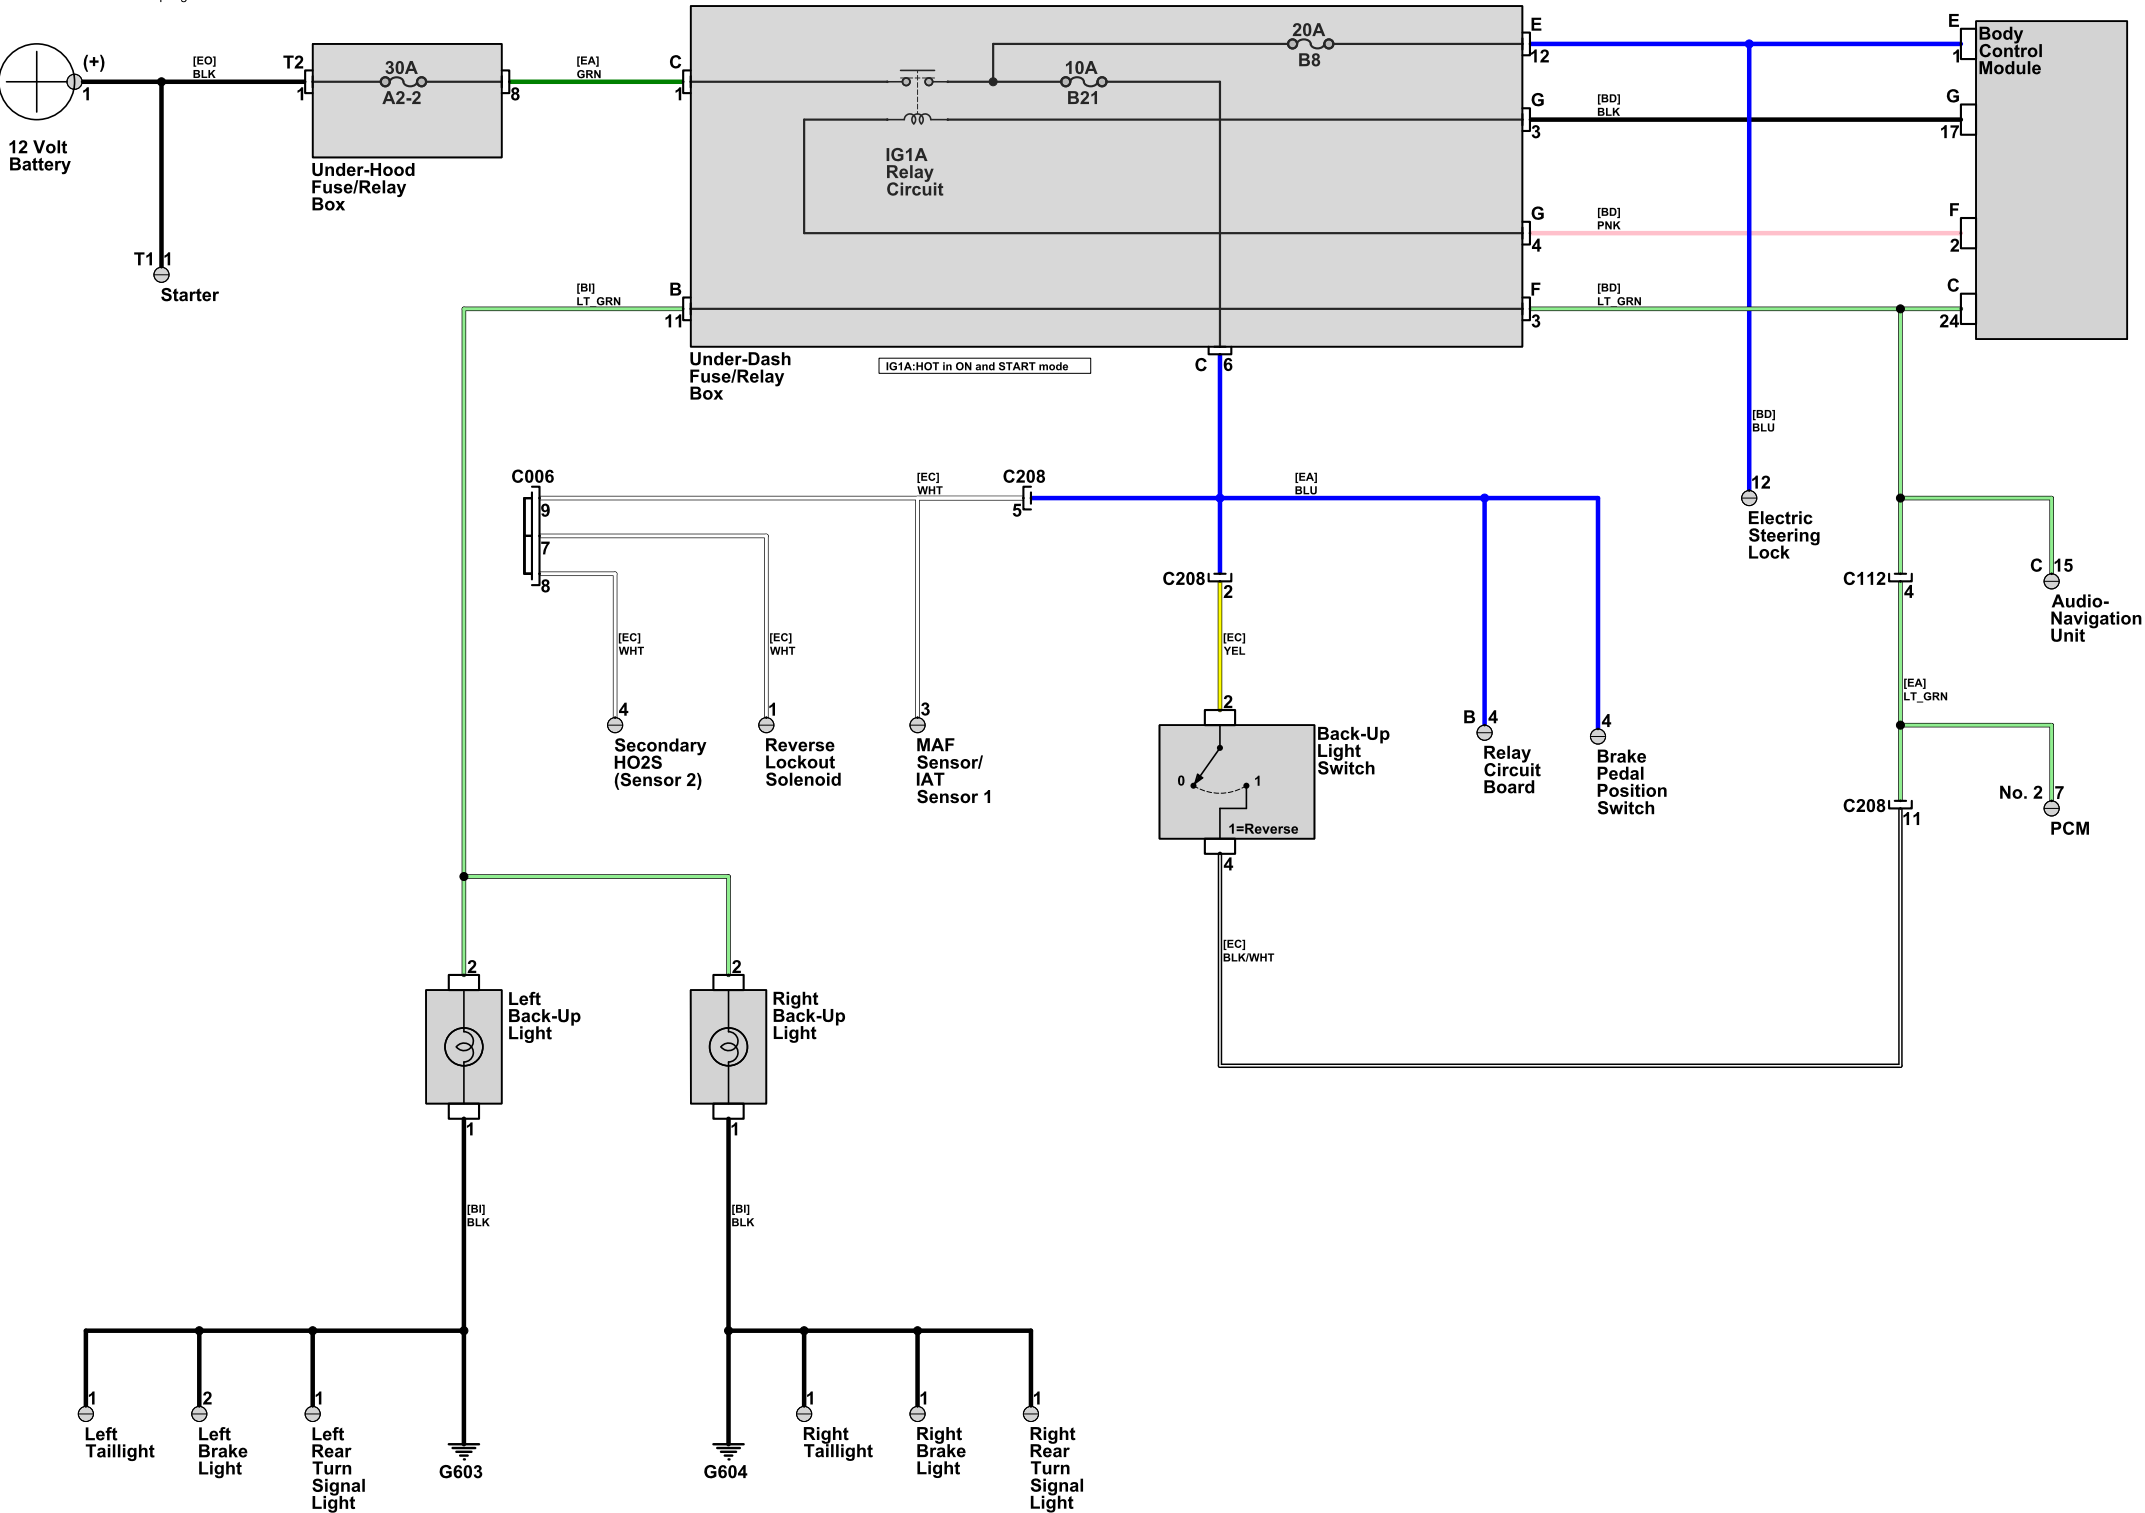 (+)
1
12 Volt
Battery
[EO]
BLK
T1 1
Starter
T2
1
30A
A2-2
8
Under-Hood
Fuse/Relay
Box
[EA]
GRN
C
1
10A
B21
20A
B8
IG1A
Relay
Circuit
E
12
G
3
G
4
F
3
B
11
[BI]
LT_GRN
Under-Dash
Fuse/Relay
Box
IG1A:HOT in ON and START mode
C 6
[BD]
BLK
[BD]
PNK
[BD]
LT_GRN
E
1
G
17
F
2
C
24
Body
Control
Module
[BD]
BLU
12
Electric
Steering
Lock
C006
9
7
8
[EC]
WHT
C208
5
[EA]
BLU
[EC]
WHT
[EC]
WHT
4
Secondary
HO2S
(Sensor 2)
1
Reverse
Lockout
Solenoid
3
MAF
Sensor/
IAT
Sensor 1
C208
2
[EC]
YEL
2
0
1
1=Reverse
Back-Up
Light
Switch
4
B 4
Relay
Circuit
Board
4
Brake
Pedal
Position
Switch
C112
4
C 15
Audio-
Navigation
Unit
[EA]
LT_GRN
C208
11
No. 2 7
PCM
[EC]
BLK/WHT
2
Left
Back-Up
Light
1
2
Right
Back-Up
Light
1
[BI]
BLK
[BI]
BLK
1
Left
Taillight
2
Left
Brake
Light
1
Left
Rear
Turn
Signal
Light
G603
G604
1
Right
Taillight
1
Right
Brake
Light
1
Right
Rear
Turn
Signal
Light